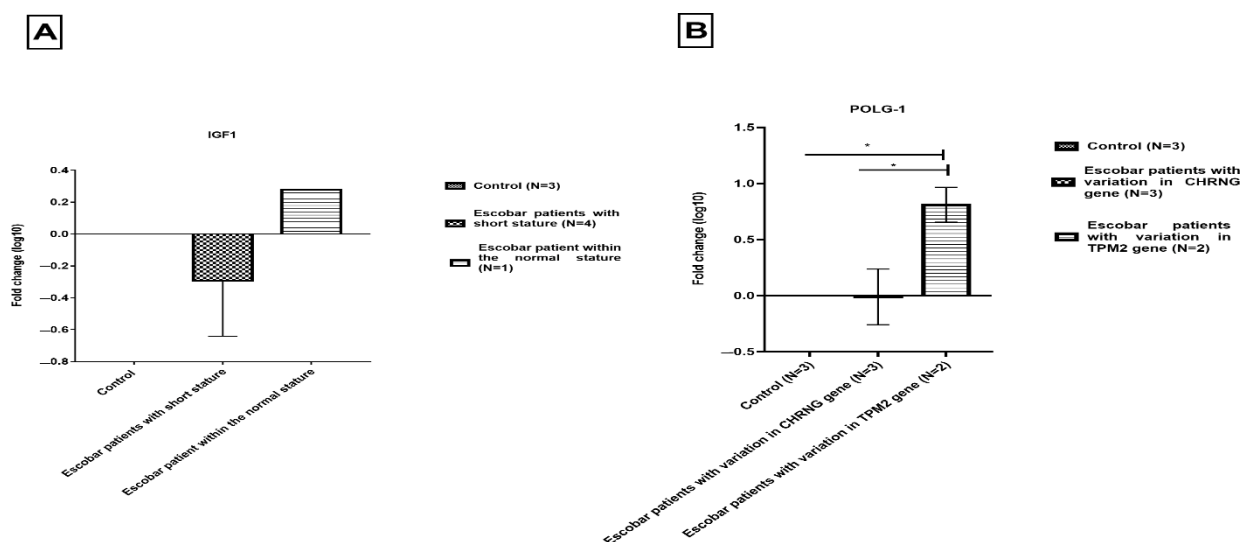 A
IGF1
Fold change (log10)
0.4
0.2
0.0
−0.2
−0.4
−0.6
−0.8
Control
Escobar patients with short stature
Escobar patient within the normal stature
Control (N=3)
Escobar patients with
short stature (N=4)
Escobar patient within
the normal stature
(N=1)
B
POLG-1
Fold change (log10)
1.5
1.0
0.5
0.0
−0.5
*
*
Control (N=3)
Escobar patients with variation in CHRNG gene (N=3)
Escobar patients with variation in TPM2 gene (N=2)
Control (N=3)
Escobar patients with
variation in CHRNG
gene (N=3)
Escobar patients
with variation in
TPM2 gene (N=2)